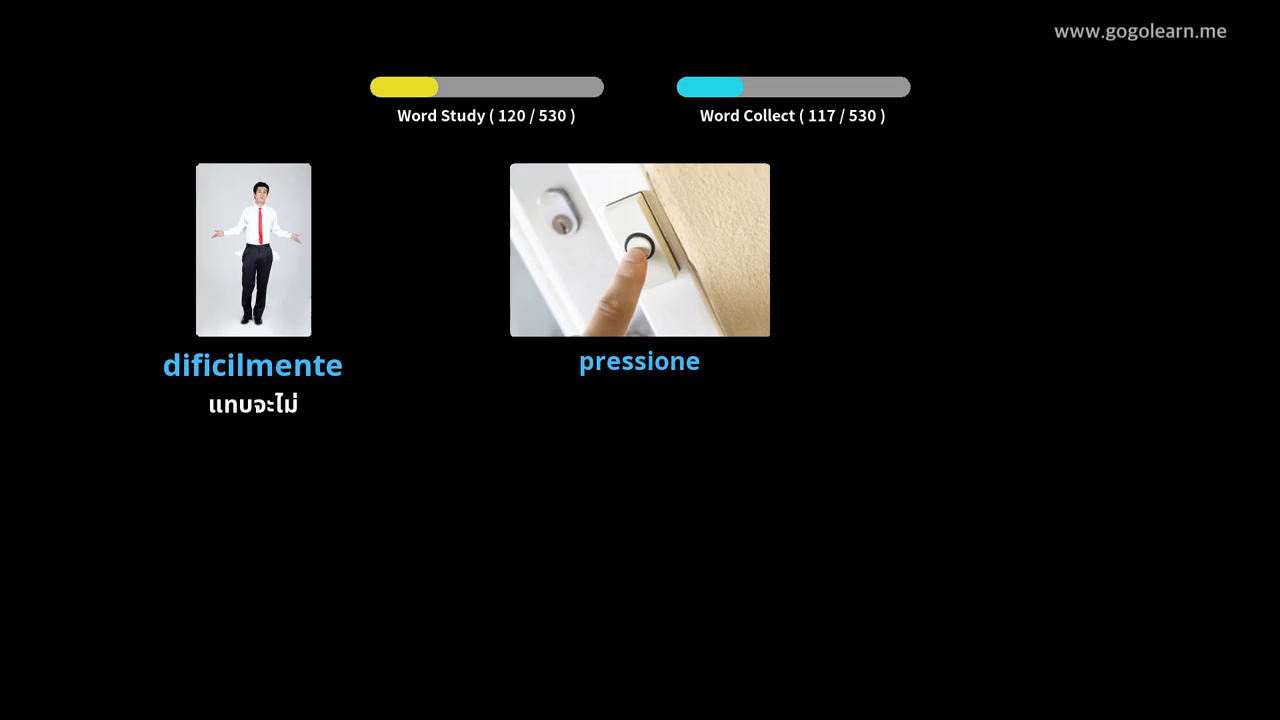 www.gogolearn.me
Word Study ( 120 / 530 )
Word Collect ( 117 / 530 )
dificilmente
แทบจะไม่
pressione